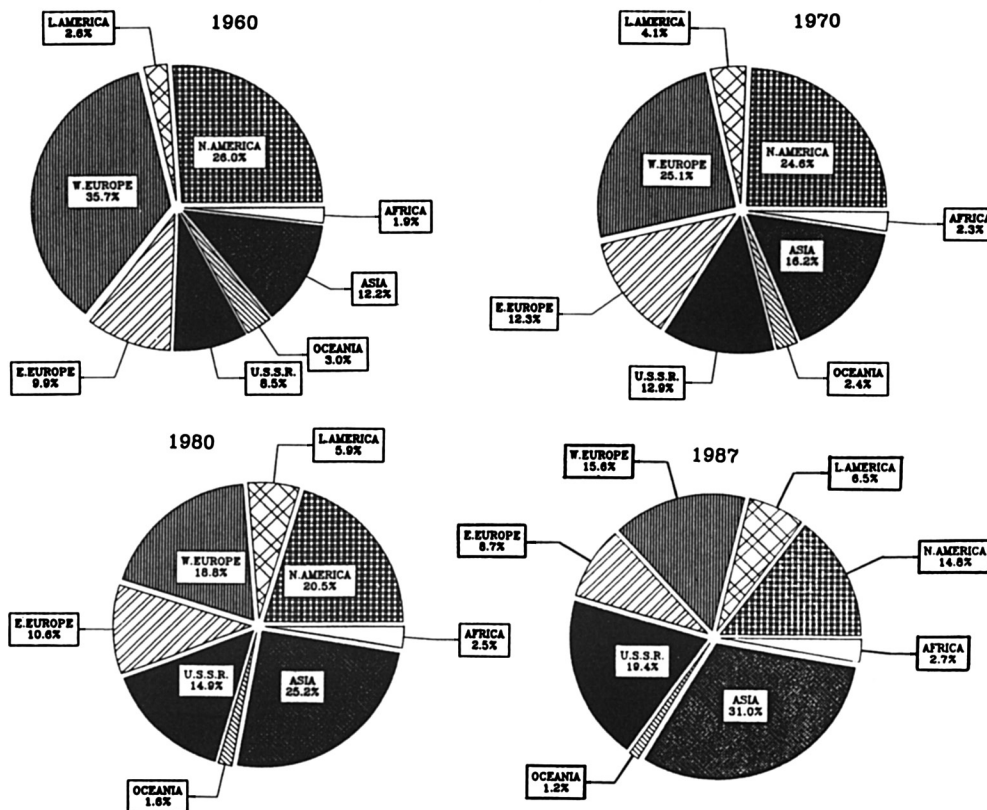 1960
L.AMERICA
2.6%
N.AMERICA
26.0%
W.EUROPE
35.7%
AFRICA
1.9%
ASIA
12.2%
OCEANIA
3.0%
E.EUROPE
9.9%
U.S.S.R.
8.5%
1970
L.AMERICA
4.1%
N.AMERICA
24.6%
W.EUROPE
25.1%
AFRICA
2.3%
ASIA
16.2%
E.EUROPE
12.3%
U.S.S.R.
12.9%
OCEANIA
2.4%
1980
L.AMERICA
5.9%
W.EUROPE
18.8%
N.AMERICA
20.5%
E.EUROPE
10.6%
AFRICA
2.5%
U.S.S.R.
14.9%
ASIA
25.2%
OCEANIA
1.6%
1987
W.EUROPE
15.6%
L.AMERICA
6.5%
E.EUROPE
8.7%
N.AMERICA
14.8%
U.S.S.R.
19.4%
AFRICA
2.7%
ASIA
31.0%
OCEANIA
1.2%